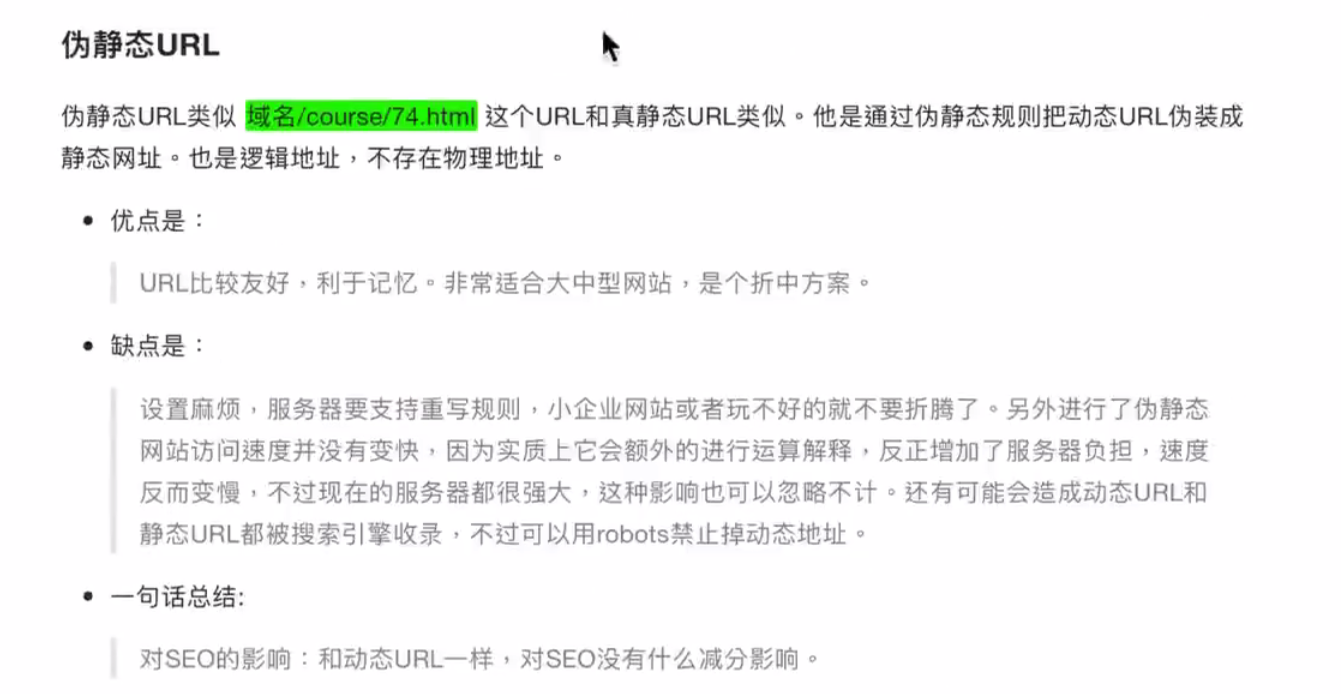 伪静态URL
伪静态URL类似 域名/course/74.html 这个URL和真静态URL类似。他是通过伪静态规则把动态URL伪装成
静态网址。也是逻辑地址，不存在物理地址。
优点是：
URL比较友好，利于记忆。非常适合大中型网站，是个折中方案。
缺点是：
设置麻烦，服务器要支持重写规则，小企业网站或者玩不好的就不要折腾了。另外进行了伪静态
网站访问速度并没有变快，因为实质上它会额外的进行运算解释，反正增加了服务器负担，速度
反而变慢，不过现在的服务器都很强大，这种影响也可以忽略不计。还有可能会造成动态URL和
静态URL都被搜索引擎收录，不过可以用robots禁止掉动态地址。
一句话总结:
对SEO的影响：和动态URL一样，对SEO没有什么减分影响。